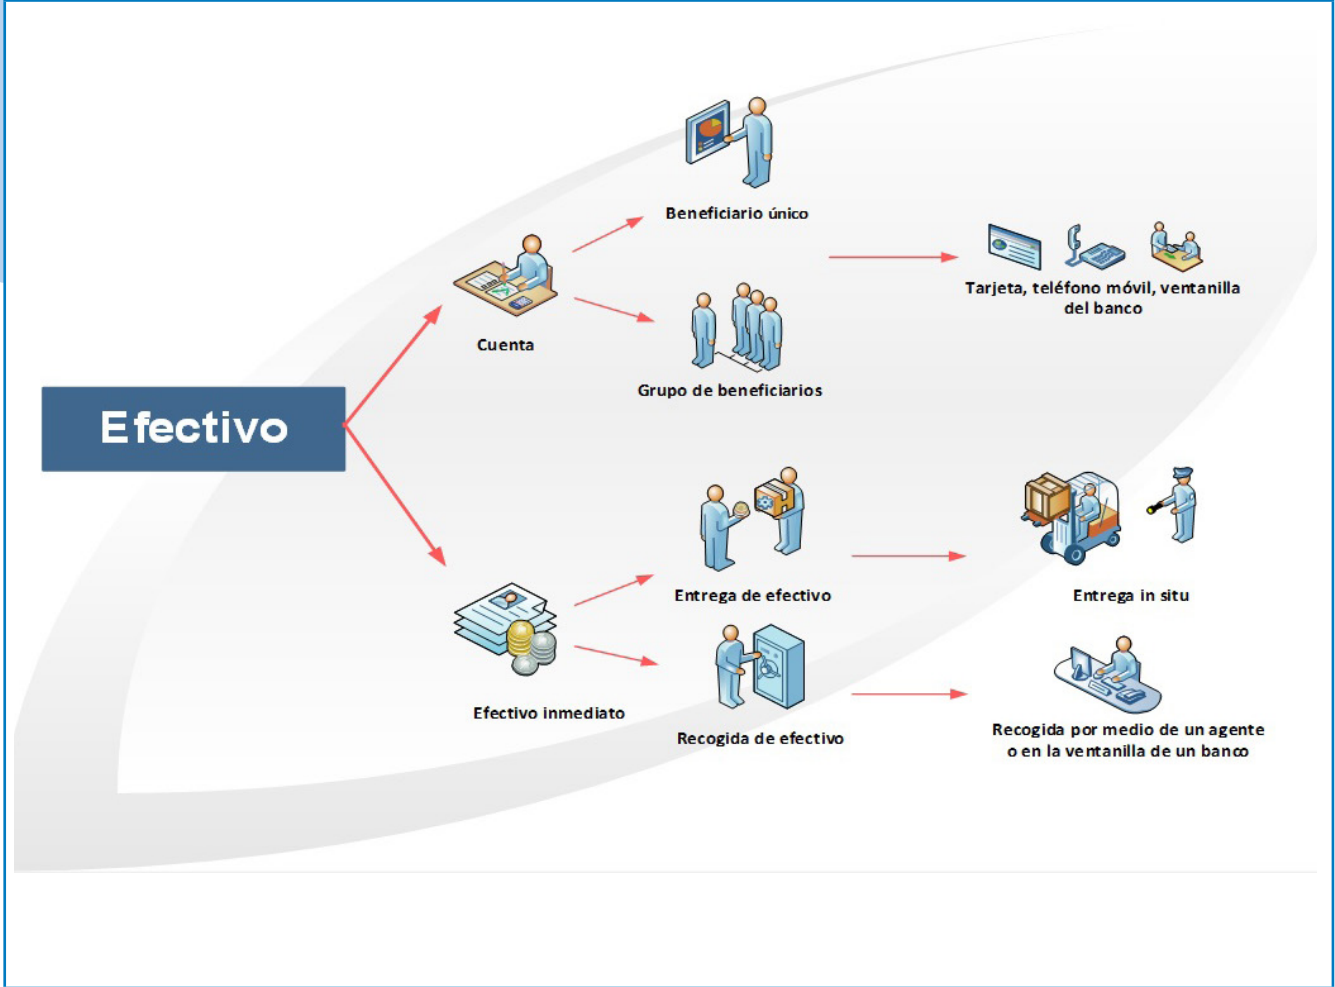 Beneficiario único
Tarjeta, teléfono móvil, ventanilla
del banco
Cuenta
Grupo de beneficiarios
Efectivo
Entrega de efectivo
Entrega in situ
Efectivo inmediato
Recogida de efectivo
Recogida por medio de un agente
o en la ventanilla de un banco